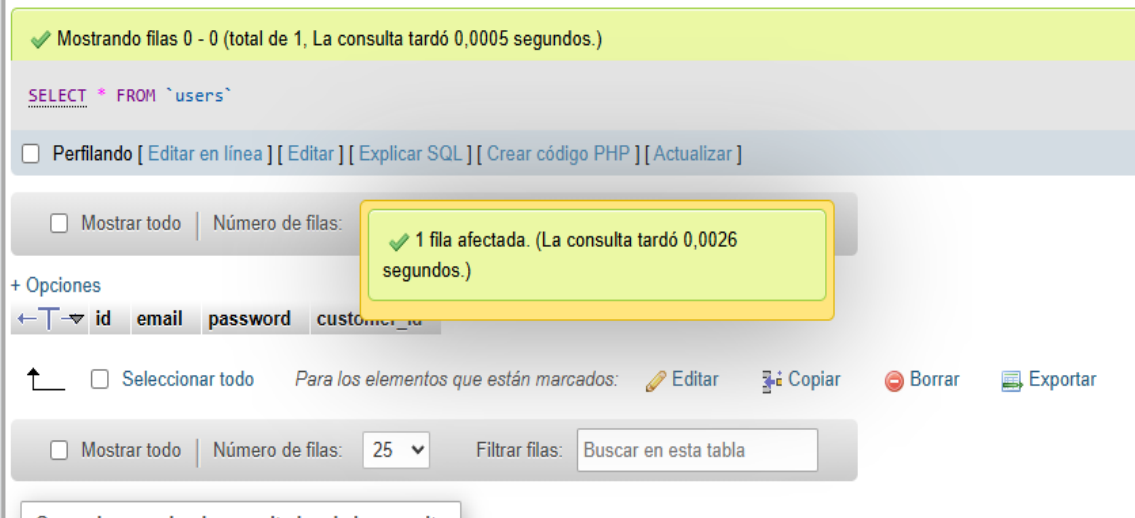 Mostrando filas 0 - 0 (total de 1, La consulta tardó 0,0005 segundos.)
SELECT * FROM `users`
Perfilando [ Editar en línea ] [ Editar ] [ Explicar SQL ] [ Crear código PHP ] [ Actualizar ]
Mostrar todo | Número de filas:
1 fila afectada. (La consulta tardó 0,0026
segundos.)
+ Opciones
id email password customer_id
Seleccionar todo Para los elementos que están marcados: Editar Copiar Borrar Exportar
Mostrar todo | Número de filas: 25 Filtrar filas: Buscar en esta tabla